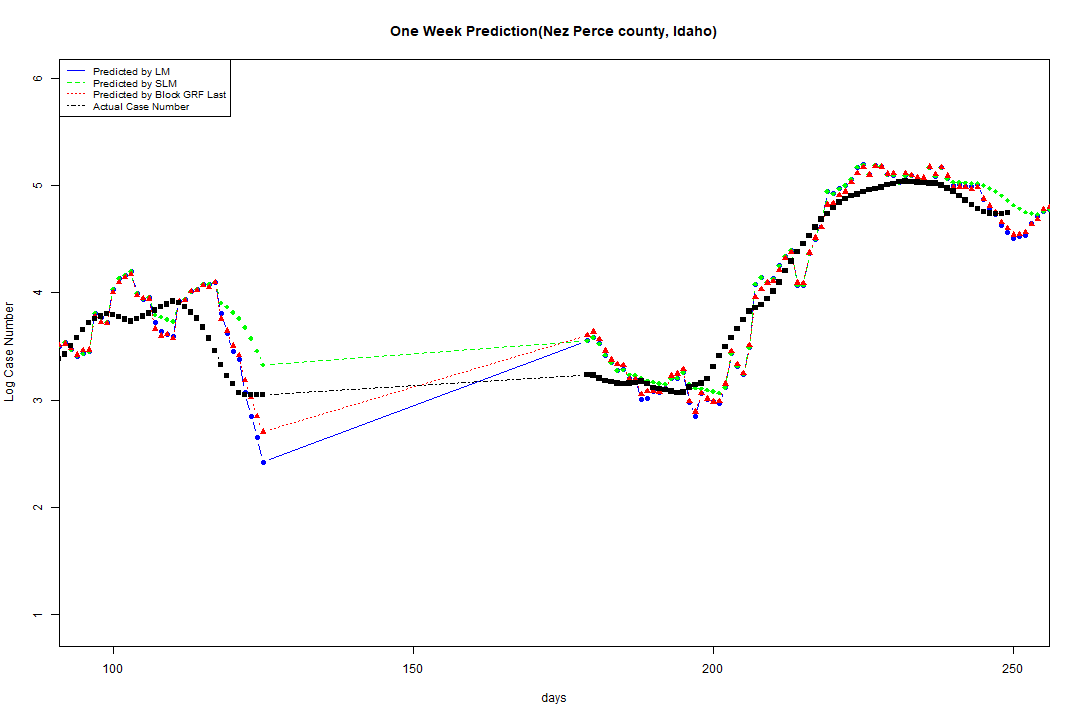 One Week Prediction(Nez Perce county, Idaho)
Predicted by LM
Predicted by SLM
Predicted by Block GRF Last
Actual Case Number
6
5
4
3
2
1
Log Case Number
100 150 200 250
days